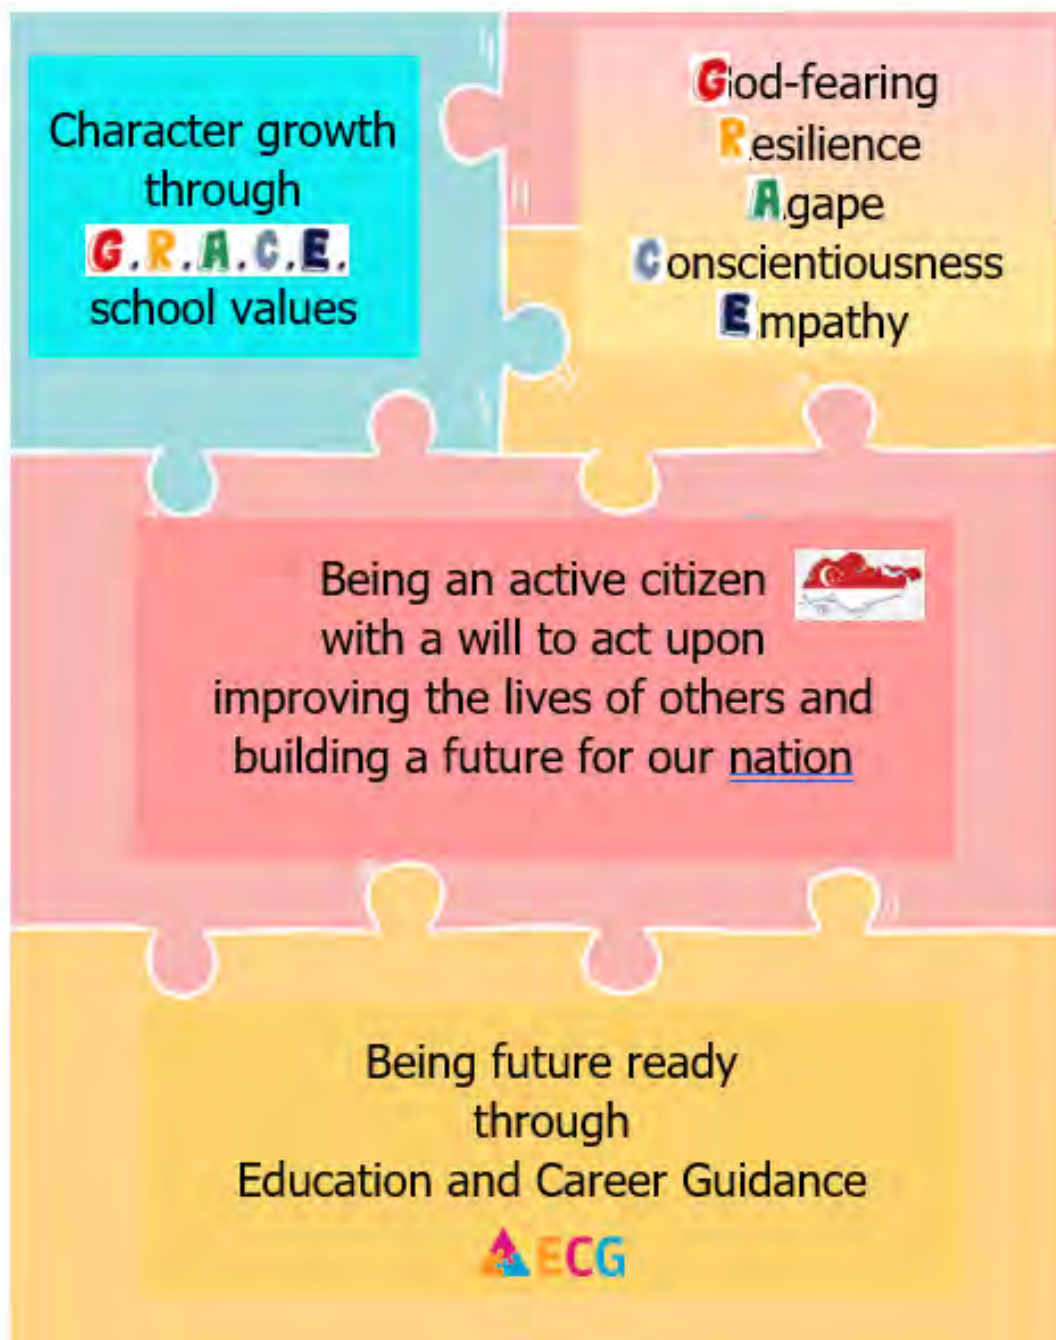 Character growth
through
G.R.A.C.E.
school values
God-fearing
Resilience
Agape
Conscientiousness
Empathy
Being an active citizen
with a will to act upon
improving the lives of others and
building a future for our nation
Being future ready
through
Education and Career Guidance
ECG